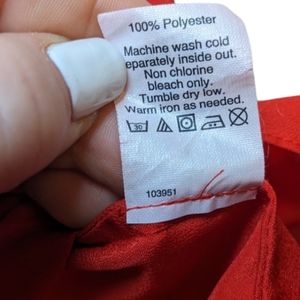 100% Polyester
Machine wash cold
eparately inside out.
Non chlorine
bleach only.
Tumble dry low.
Warm iron as needed.
103951